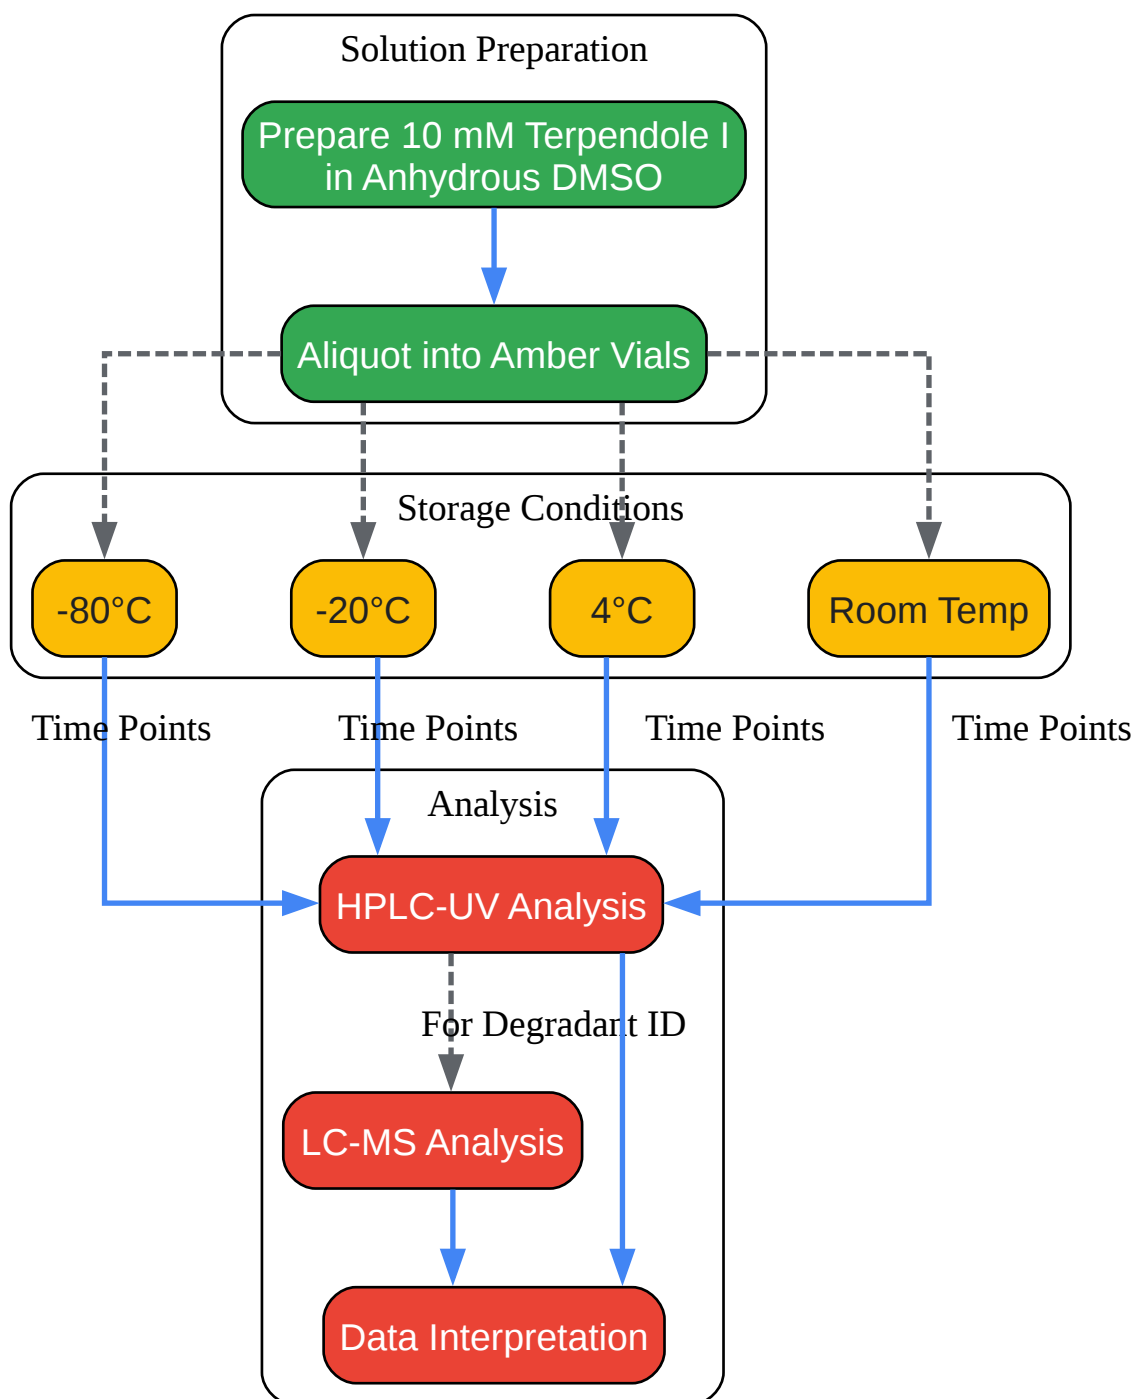 Solution Preparation
Prepare 10 mM Terpendole I
in Anhydrous DMSO
Aliquot into Amber Vials
Storage Conditions
-80°C
-20°C
4°C
Room Temp
Time Points
Time Points
Time Points
Time Points
Analysis
HPLC-UV Analysis
For Degradant ID
LC-MS Analysis
Data Interpretation